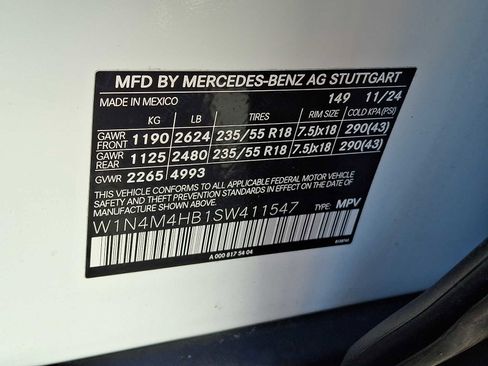 MFD BY MERCEDES-BENZ AG STUTTGART
MADE IN MEXICO 149 11/24
KG LB TIRES RIM SIZE COLD KPA (PSI)
GAWR FRONT 1190 2624 235/55 R18 7.5Jx18 290(43)
GAWR REAR 1125 2480 235/55 R18 7.5Jx18 290(43)
GVWR 2265 4993
THIS VEHICLE CONFORMS TO ALL APPLICABLE FEDERAL MOTOR VEHICLE
SAFETY AND THEFT PREVENTION STANDARDS IN EFFECT ON THE DATE OF
MANUFACTURE SHOWN ABOVE.
W1N4M4HB1SW411547 TYPE: MPV
A 000 817 54 04